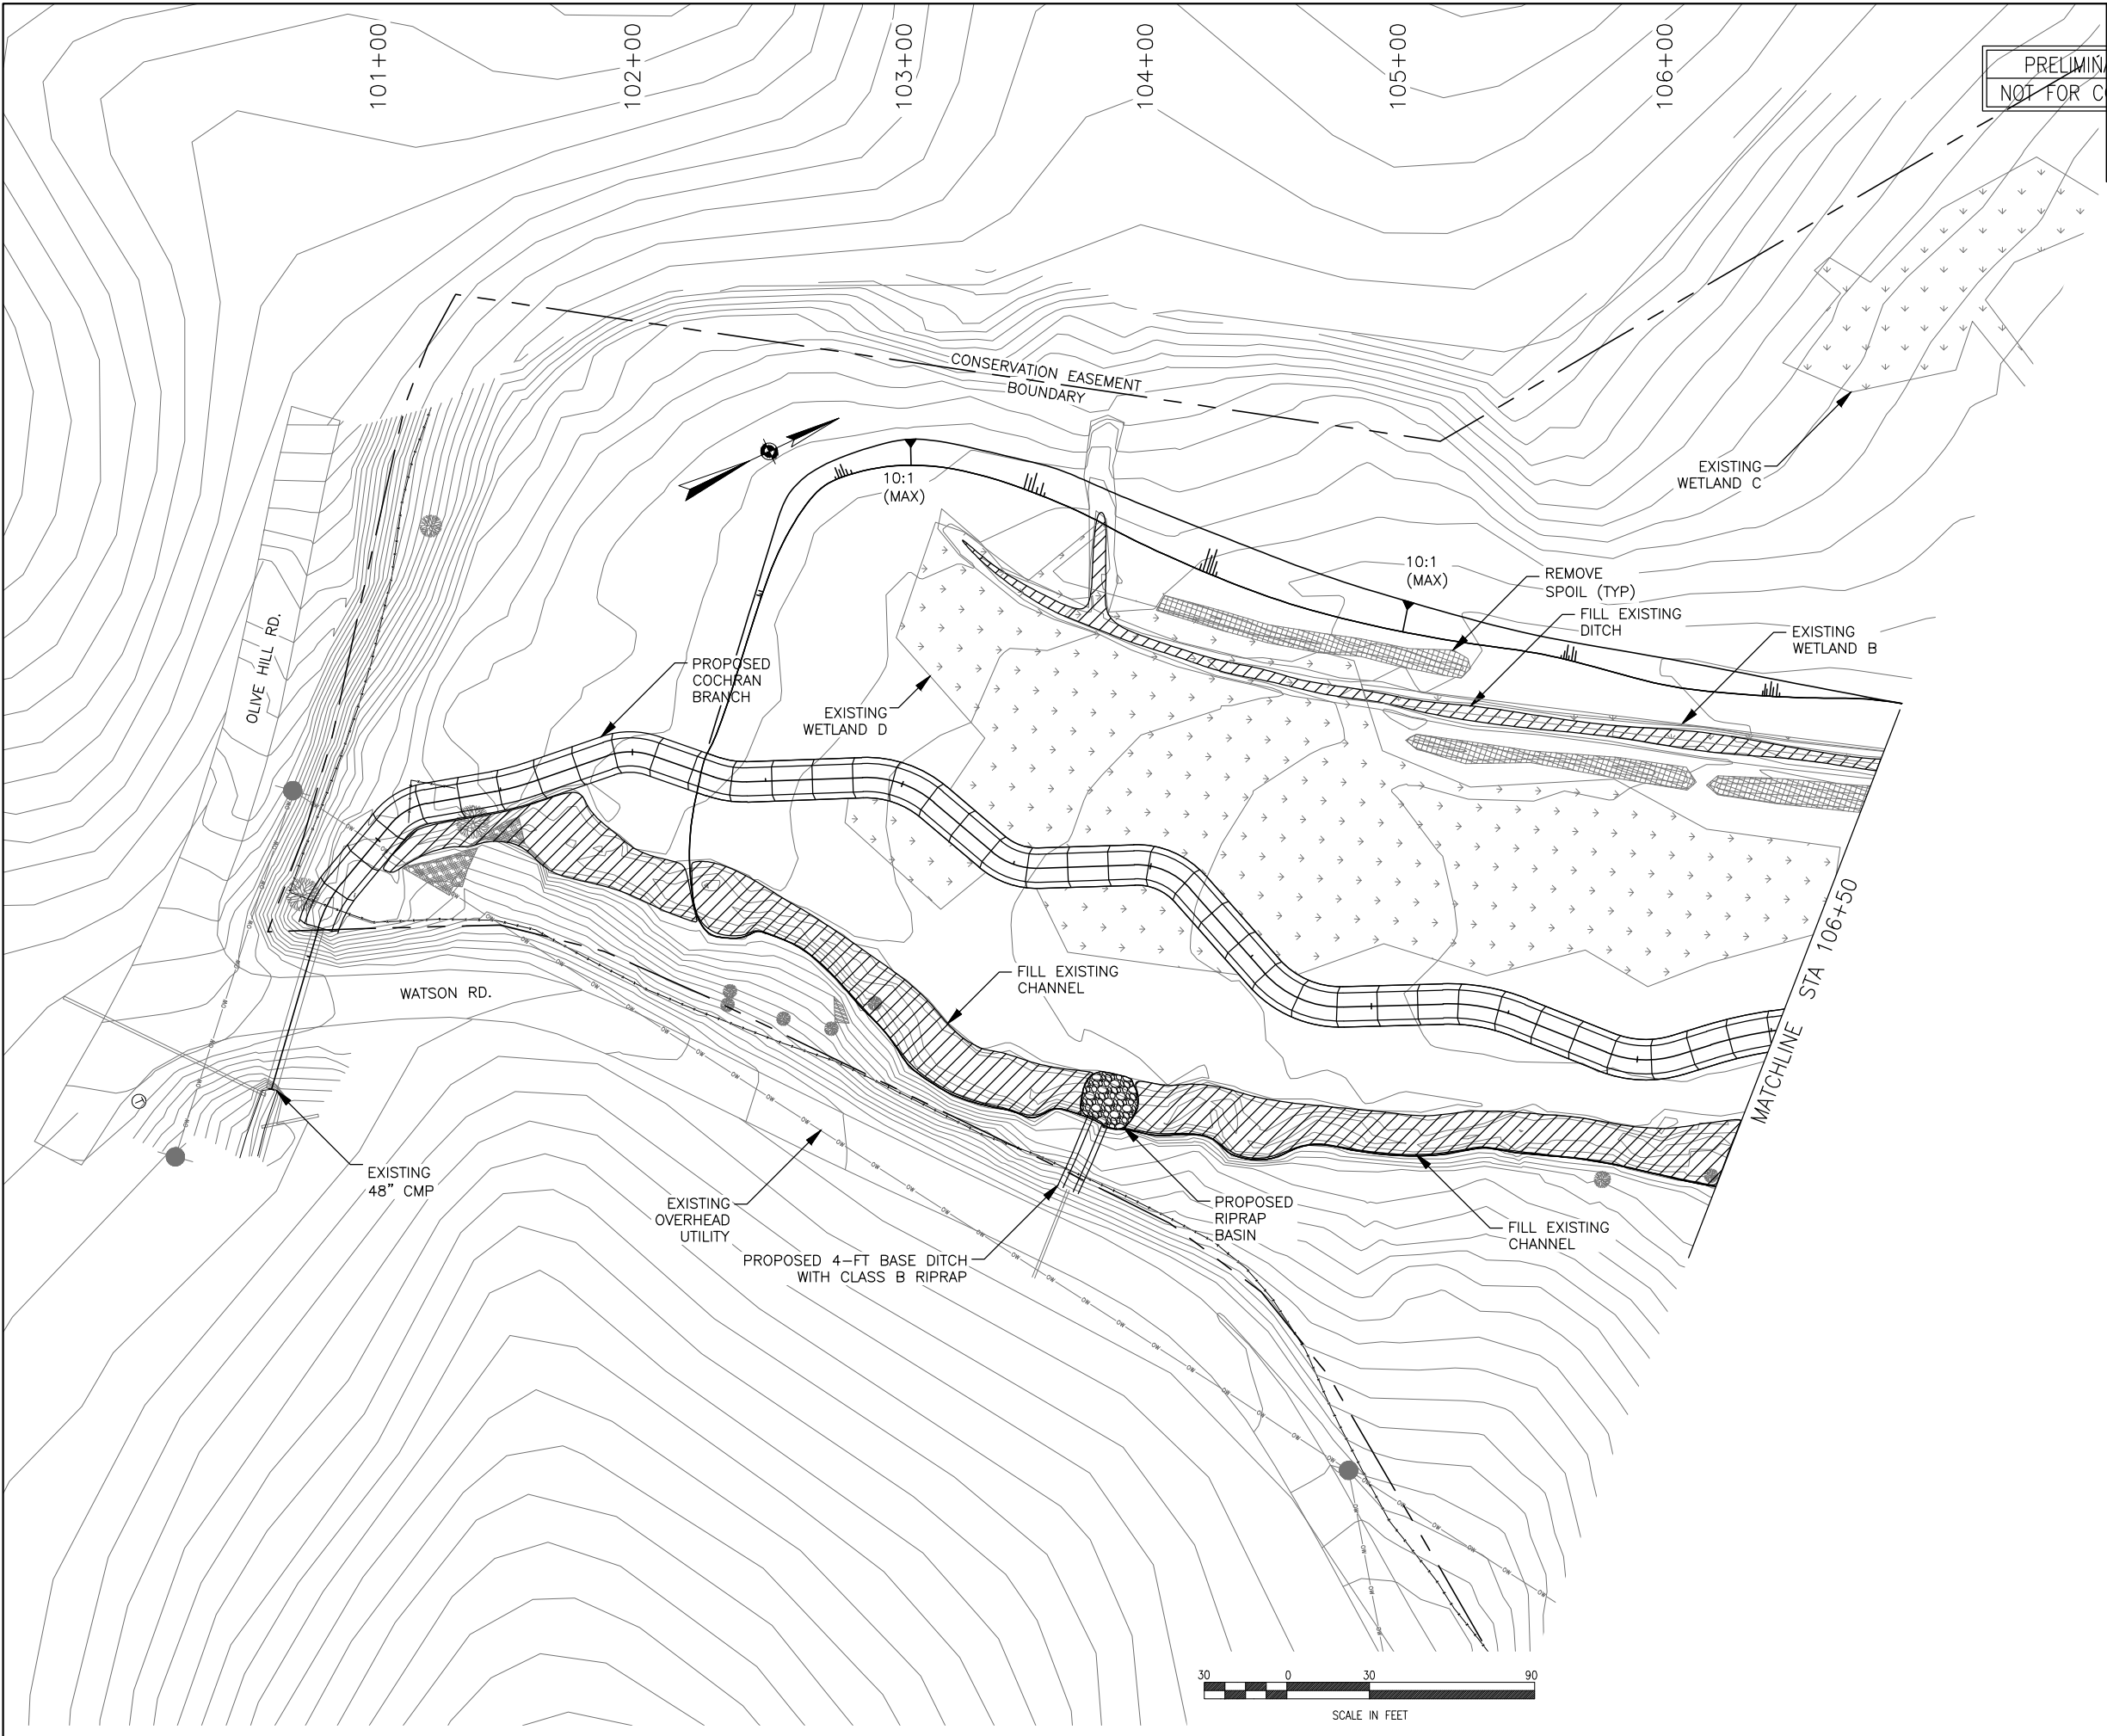 101+00
102+00
103+00
104+00
105+00
106+00
NOT FOR
CONSERVATION EASEMENT
BOUNDARY
EXISTING
WETLAND C
10:1
(MAX)
10:1
(MAX)
REMOVE
SPOIL (TYP)
FILL EXISTING
DITCH
EXISTING
WETLAND B
OLIVE HILL RD.
PROPOSED
COCHRAN
BRANCH
EXISTING
WETLAND D
MATCHLINE STA 106+50
FILL EXISTING
CHANNEL
WATSON RD.
EXISTING
48" CMP
EXISTING
OVERHEAD
UTILITY
PROPOSED
RIPRAP
BASIN
FILL EXISTING
CHANNEL
PROPOSED 4-FT BASE DITCH
WITH CLASS B RIPRAP
30 0 30 90
SCALE IN FEET